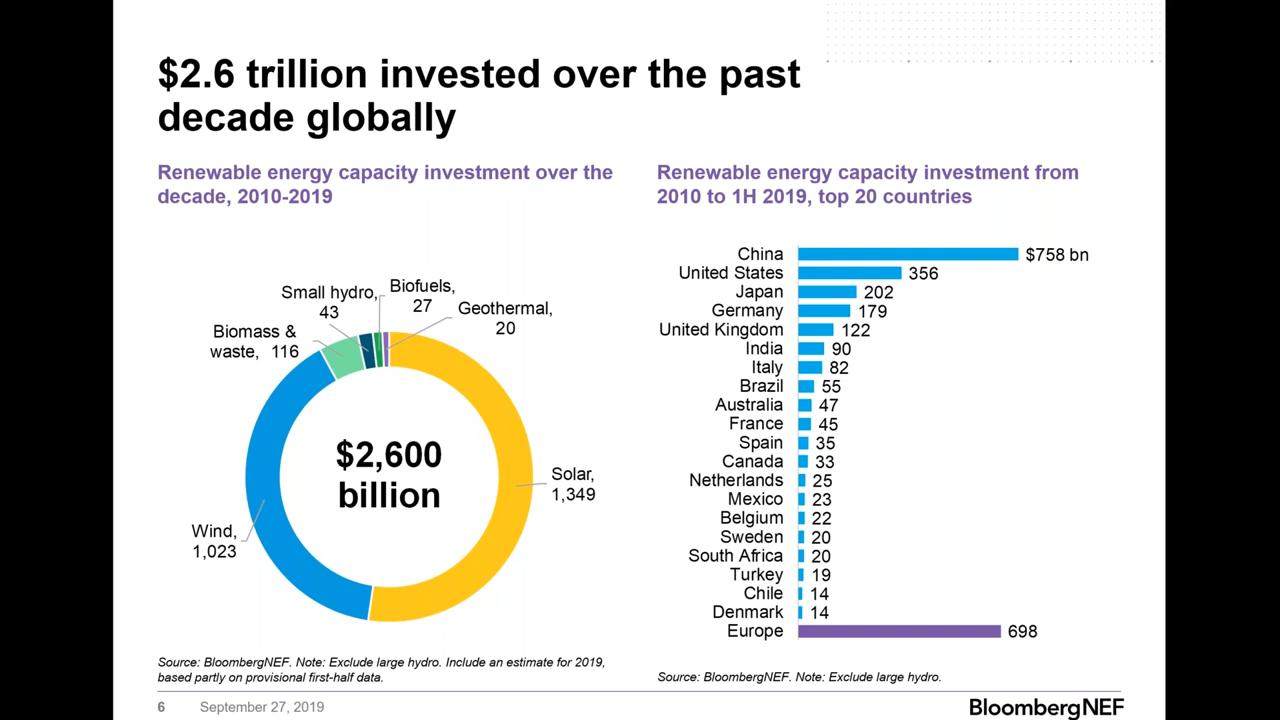 $2.6 trillion invested over the past
decade globally
Renewable energy capacity investment over the
decade, 2010-2019
Small hydro,
43
Biofuels,
27
Geothermal,
20
Biomass &
waste, 116
$2,600
billion
Solar,
1,349
Wind,
1,023
Source: BloombergNEF. Note: Exclude large hydro. Include an estimate for 2019,
based partly on provisional first-half data.
Renewable energy capacity investment from
2010 to 1H 2019, top 20 countries
China $758 bn
United States 356
Japan 202
Germany 179
United Kingdom 122
India 90
Italy 82
Brazil 55
Australia 47
France 45
Spain 35
Canada 33
Netherlands 25
Mexico 23
Belgium 22
Sweden 20
South Africa 20
Turkey 19
Chile 14
Denmark 14
Europe 698
Source: BloombergNEF. Note: Exclude large hydro.
6 September 27, 2019
BloombergNEF